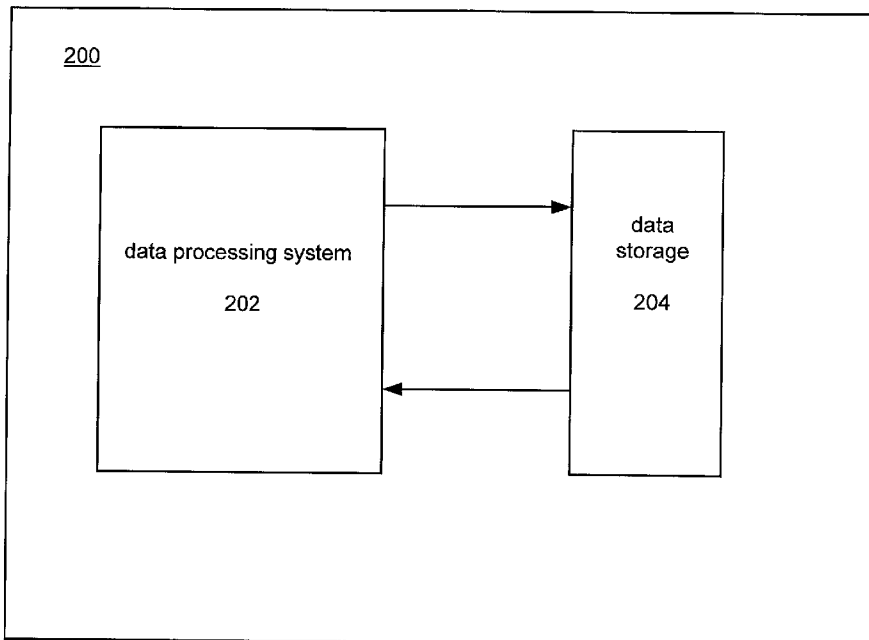 200
data processing system
202
data
storage
204